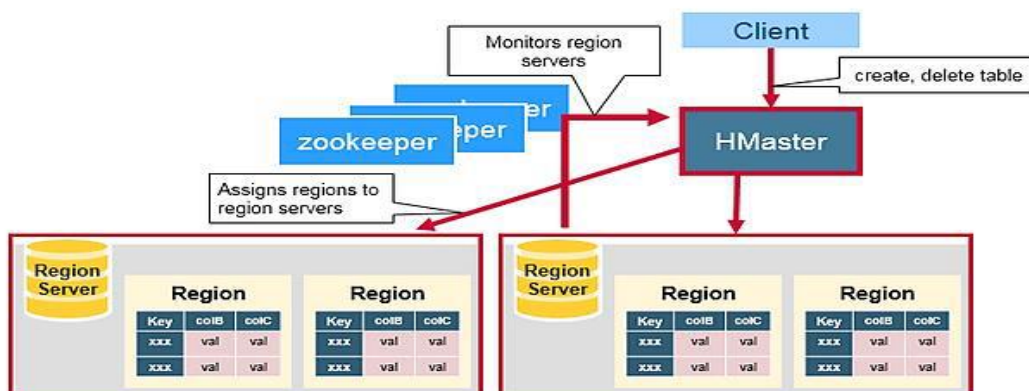 Client
Monitors region
servers
create, delete table
zookeeper
HMaster
Assigns regions to
region servers
Region
Server
Region
Key colB colC
xxx val val
xxx val val
Region
Key colB colC
xxx val val
xxx val val
Region
Server
Region
Key colB colC
xxx val val
xxx val val
Region
Key colB colC
xxx val val
xxx val val